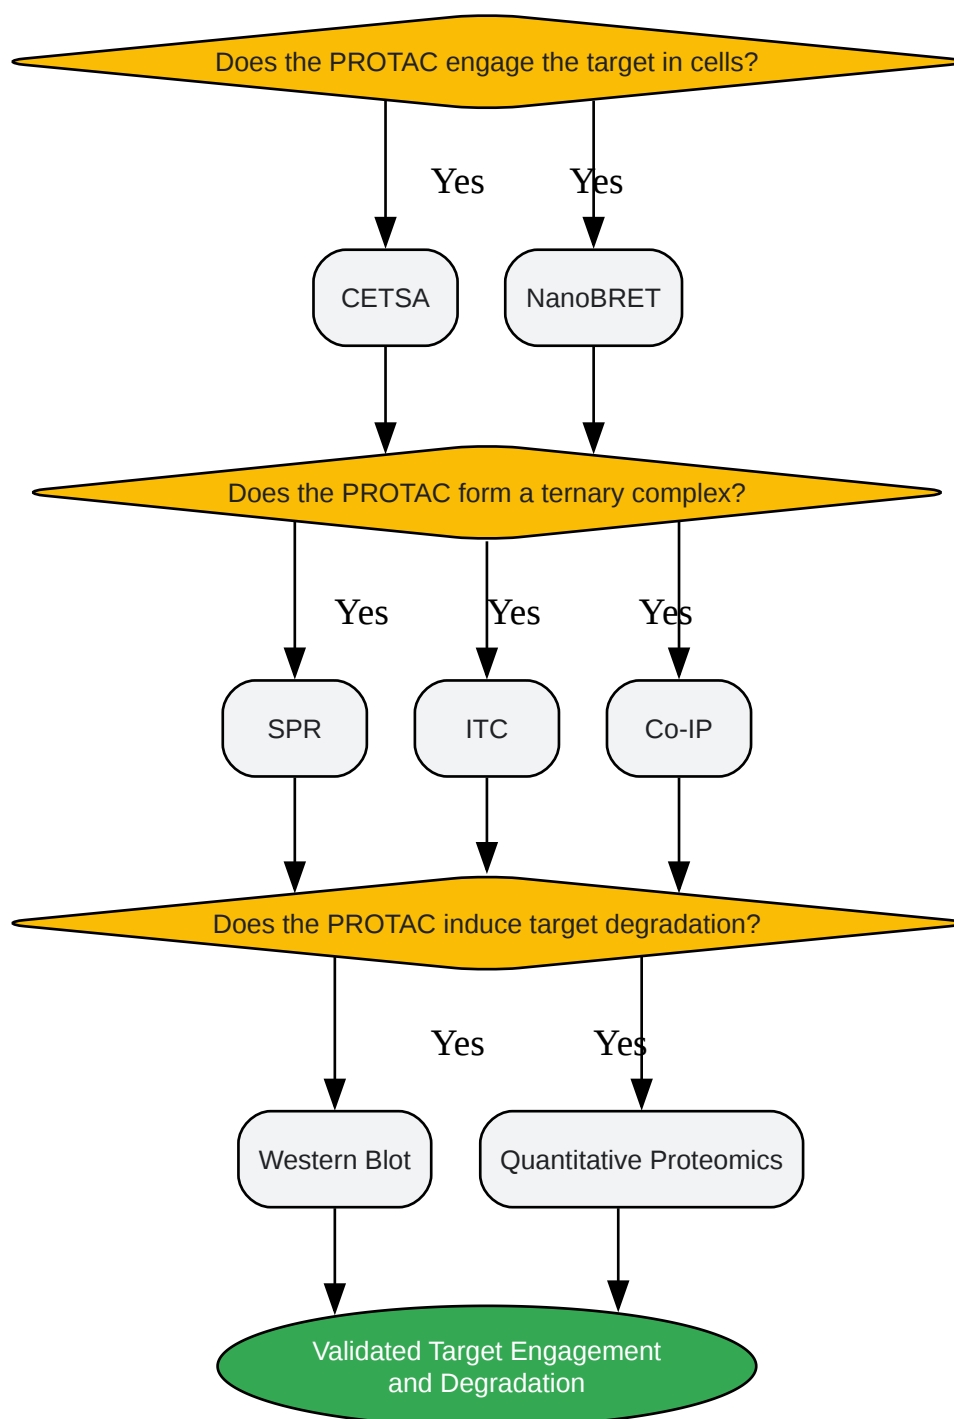 Does the PROTAC engage the target in cells?
Yes
Yes
CETSA
NanoBRET
Does the PROTAC form a ternary complex?
Yes
Yes
Yes
SPR
ITC
Co-IP
Does the PROTAC induce target degradation?
Yes
Yes
Western Blot
Quantitative Proteomics
Validated Target Engagement
and Degradation